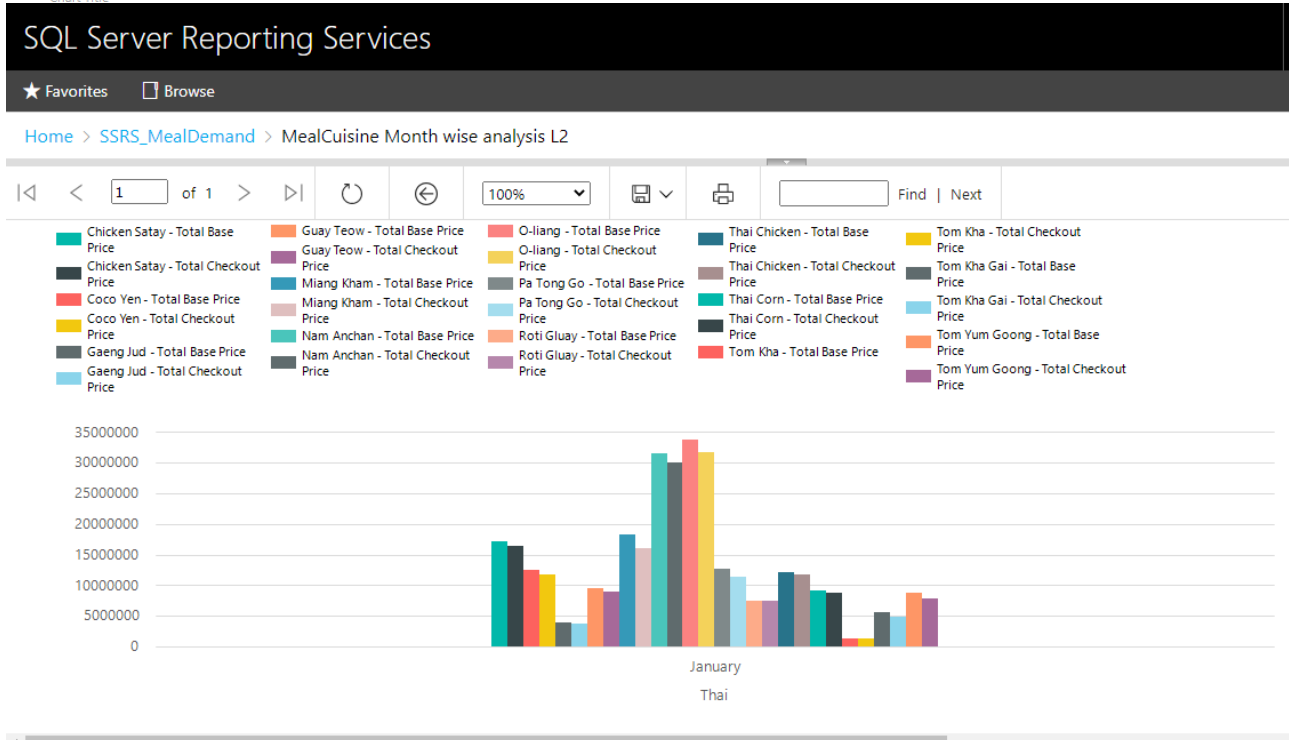 Chart Title
SQL Server Reporting Services
Favorites Browse
Home > SSRS_MealDemand > MealCuisine Month wise analysis L2
1 of 1 100% Find | Next
Chicken Satay - Total Base
Price
Chicken Satay - Total Checkout
Price
Coco Yen - Total Base Price
Coco Yen - Total Checkout
Price
Gaeng Jud - Total Base Price
Gaeng Jud - Total Checkout
Price
Guay Teow - Total Base Price
Guay Teow - Total Checkout
Price
Miang Kham - Total Base Price
Miang Kham - Total Checkout
Price
Nam Anchan - Total Base Price
Nam Anchan - Total Checkout
Price
O-liang - Total Base Price
O-liang - Total Checkout
Price
Pa Tong Go - Total Base Price
Pa Tong Go - Total Checkout
Price
Roti Gluay - Total Base Price
Roti Gluay - Total Checkout
Price
Thai Chicken - Total Base
Price
Thai Chicken - Total Checkout
Price
Thai Corn - Total Base Price
Thai Corn - Total Checkout
Price
Tom Kha - Total Base Price
Tom Kha - Total Checkout
Price
Tom Kha Gai - Total Base
Price
Tom Kha Gai - Total Checkout
Price
Tom Yum Goong - Total Base
Price
Tom Yum Goong - Total Checkout
Price
35000000
30000000
25000000
20000000
15000000
10000000
5000000
0
January
Thai